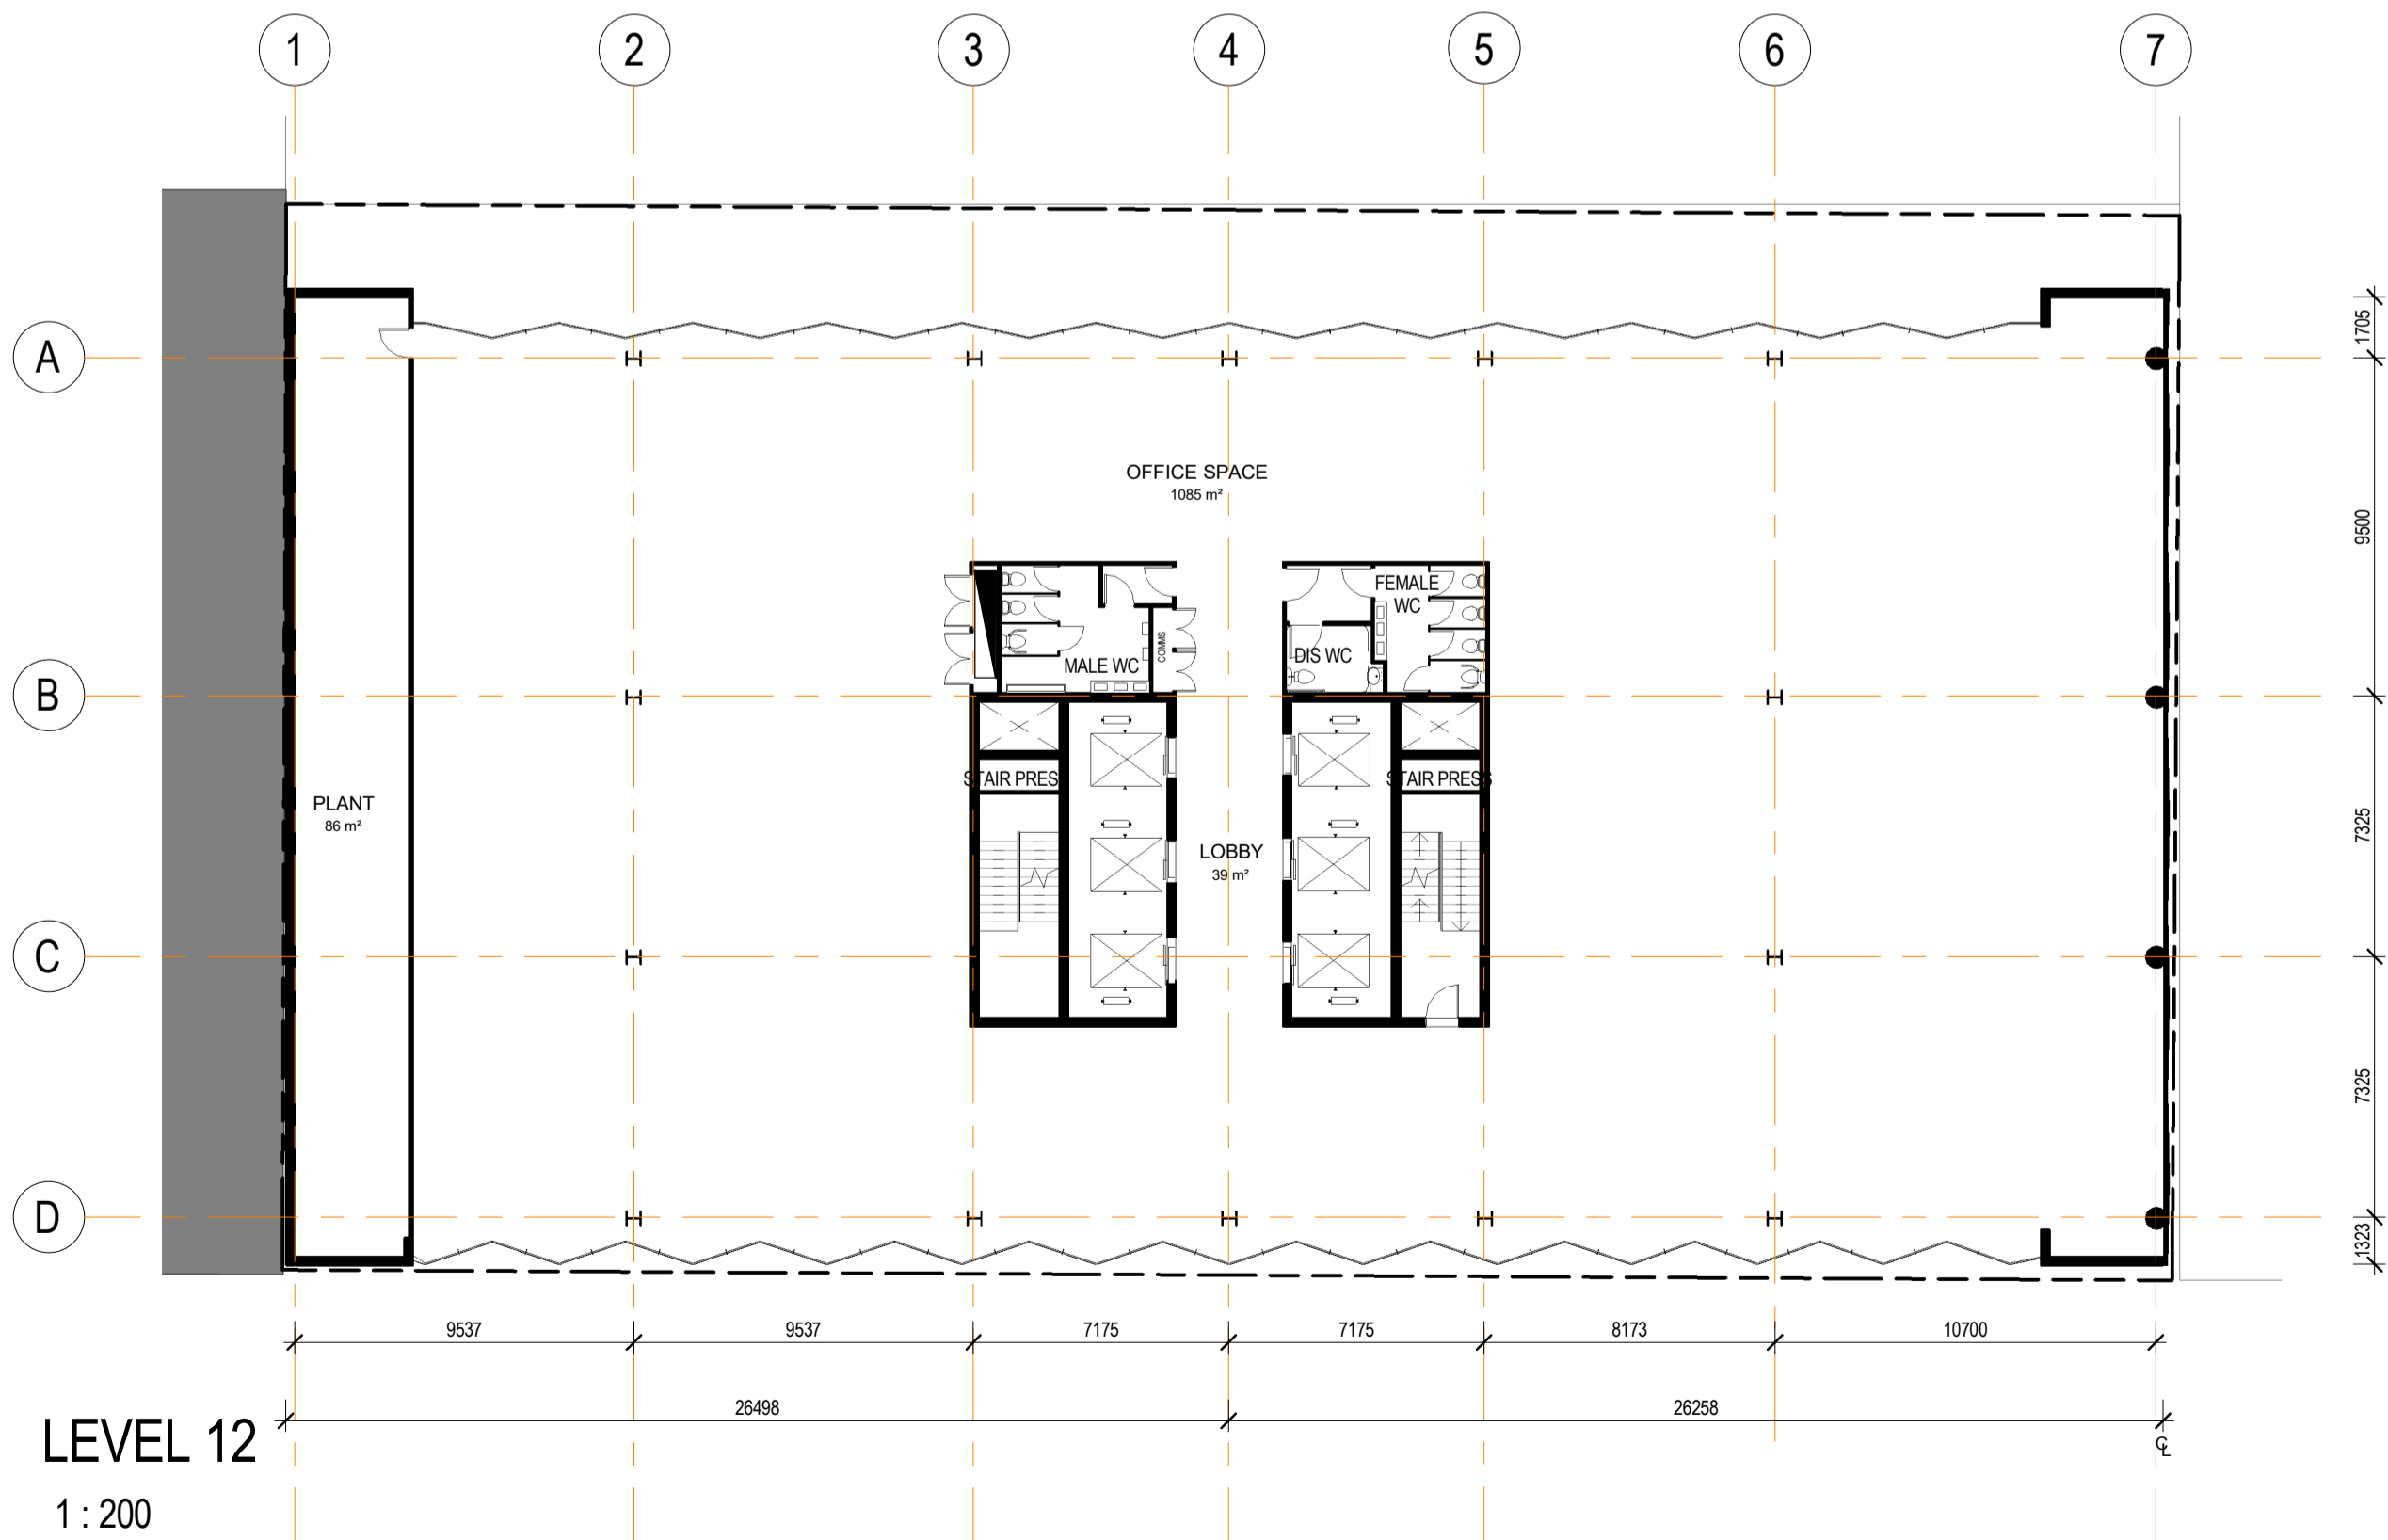 1 2 3 4 5 6 7
A
1705
OFFICE SPACE
1085 m²
9500
FEMALE
WC
COMMS
DIS WC
MALE WC
B
STAIR PRES
STAIR PRESS
PLANT
86 m²
7325
LOBBY
39 m²
C
7325
D
1323
9537 9537 7175 7175 8173 10700
26498 26258
CL
LEVEL 12
1 : 200